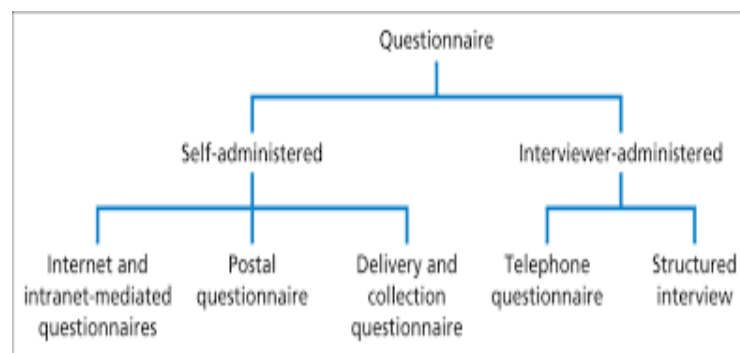 Questionnaire
Self-administered
Interviewer-administered
Internet and
intranet-mediated
questionnaires
Postal
questionnaire
Delivery and
collection
questionnaire
Telephone
questionnaire
Structured
interview